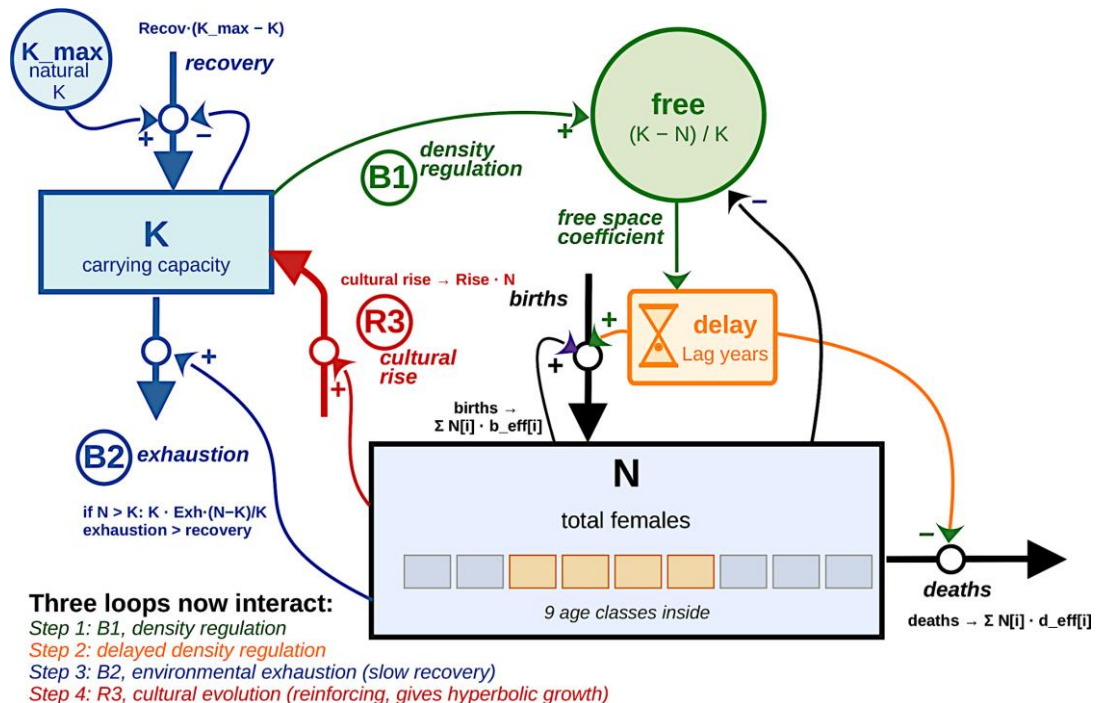 K_max
natural
K
Recov·(K_max − K)
recovery
+
−
K
carrying capacity
B1
density
regulation
+
free
(K − N) / K
−
free space
coefficient
cultural rise → Rise · N
R3
cultural
rise
+
births
+
+
delay
Lag years
births →
Σ N[i] · b_eff[i]
+
B2
exhaustion
if N > K: K · Exh·(N−K)/K
exhaustion > recovery
N
total females
9 age classes inside
−
deaths
deaths → Σ N[i] · d_eff[i]
Three loops now interact:
Step 1: B1, density regulation
Step 2: delayed density regulation
Step 3: B2, environmental exhaustion (slow recovery)
Step 4: R3, cultural evolution (reinforcing, gives hyperbolic growth)